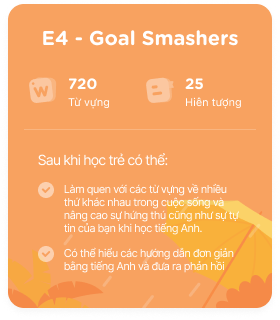 E4 - Goal Smashers
W
720
Từ vựng
25
Hiện tượng
Sau khi học trẻ có thể:
Làm quen với các từ vựng về nhiều
thứ khác nhau trong cuộc sống và
nâng cao sự hứng thú cũng như sự tự
tin của bạn khi học tiếng Anh.
Có thể hiểu các hướng dẫn đơn giản
bằng tiếng Anh và đưa ra phản hồi